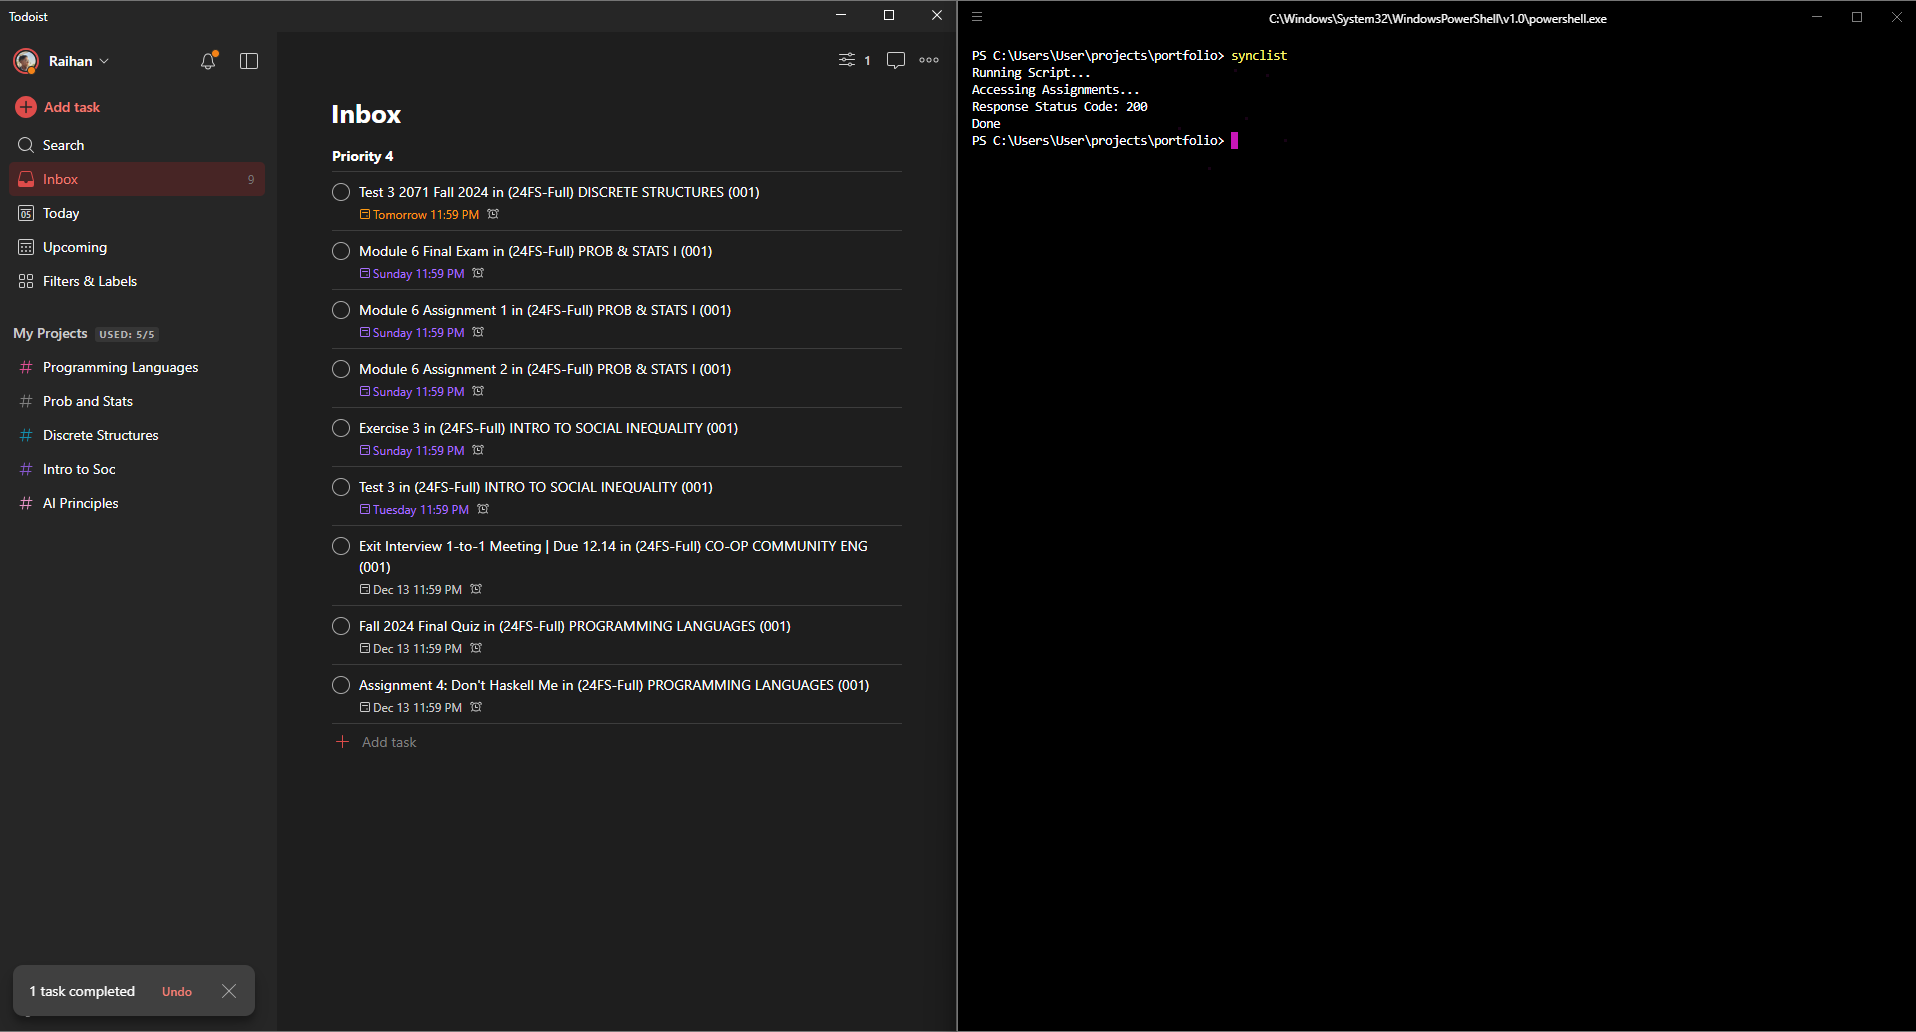 Todoist
Raihan
Add task
Search
Inbox 9
05 Today
Upcoming
Filters & Labels
My Projects USED: 5/5
# Programming Languages
# Prob and Stats
# Discrete Structures
# Intro to Soc
# AI Principles
1 task completed Undo
1
Inbox
Priority 4
Test 3 2071 Fall 2024 in (24FS-Full) DISCRETE STRUCTURES (001)
Tomorrow 11:59 PM
Module 6 Final Exam in (24FS-Full) PROB & STATS I (001)
Sunday 11:59 PM
Module 6 Assignment 1 in (24FS-Full) PROB & STATS I (001)
Sunday 11:59 PM
Module 6 Assignment 2 in (24FS-Full) PROB & STATS I (001)
Sunday 11:59 PM
Exercise 3 in (24FS-Full) INTRO TO SOCIAL INEQUALITY (001)
Sunday 11:59 PM
Test 3 in (24FS-Full) INTRO TO SOCIAL INEQUALITY (001)
Tuesday 11:59 PM
Exit Interview 1-to-1 Meeting | Due 12.14 in (24FS-Full) CO-OP COMMUNITY ENG
(001)
Dec 13 11:59 PM
Fall 2024 Final Quiz in (24FS-Full) PROGRAMMING LANGUAGES (001)
Dec 13 11:59 PM
Assignment 4: Don't Haskell Me in (24FS-Full) PROGRAMMING LANGUAGES (001)
Dec 13 11:59 PM
Add task
C:\Windows\System32\WindowsPowerShell\v1.0\powershell.exe
PS C:\Users\User\projects\portfolio> synclist
Running Script...
Accessing Assignments...
Response Status Code: 200
Done
PS C:\Users\User\projects\portfolio>